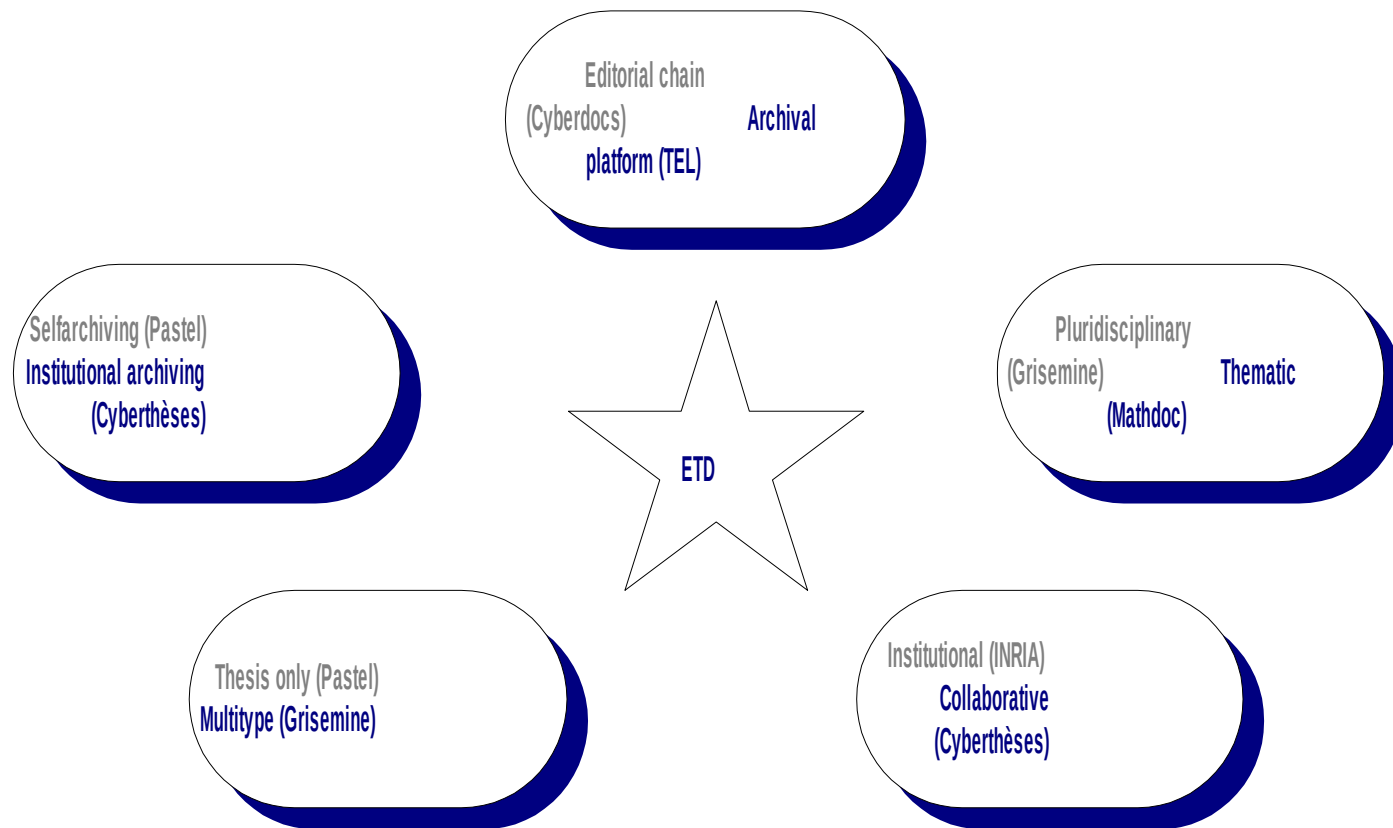 Editorial chain
(Cyberdocs) Archival
platform (TEL)
Selfarchiving (Pastel)
Institutional archiving
(Cyberthèses)
Pluridisciplinary
(Grisemine) Thematic
(Mathdoc)
ETD
Thesis only (Pastel)
Multitype (Grisemine)
Institutional (INRIA)
Collaborative
(Cyberthèses)